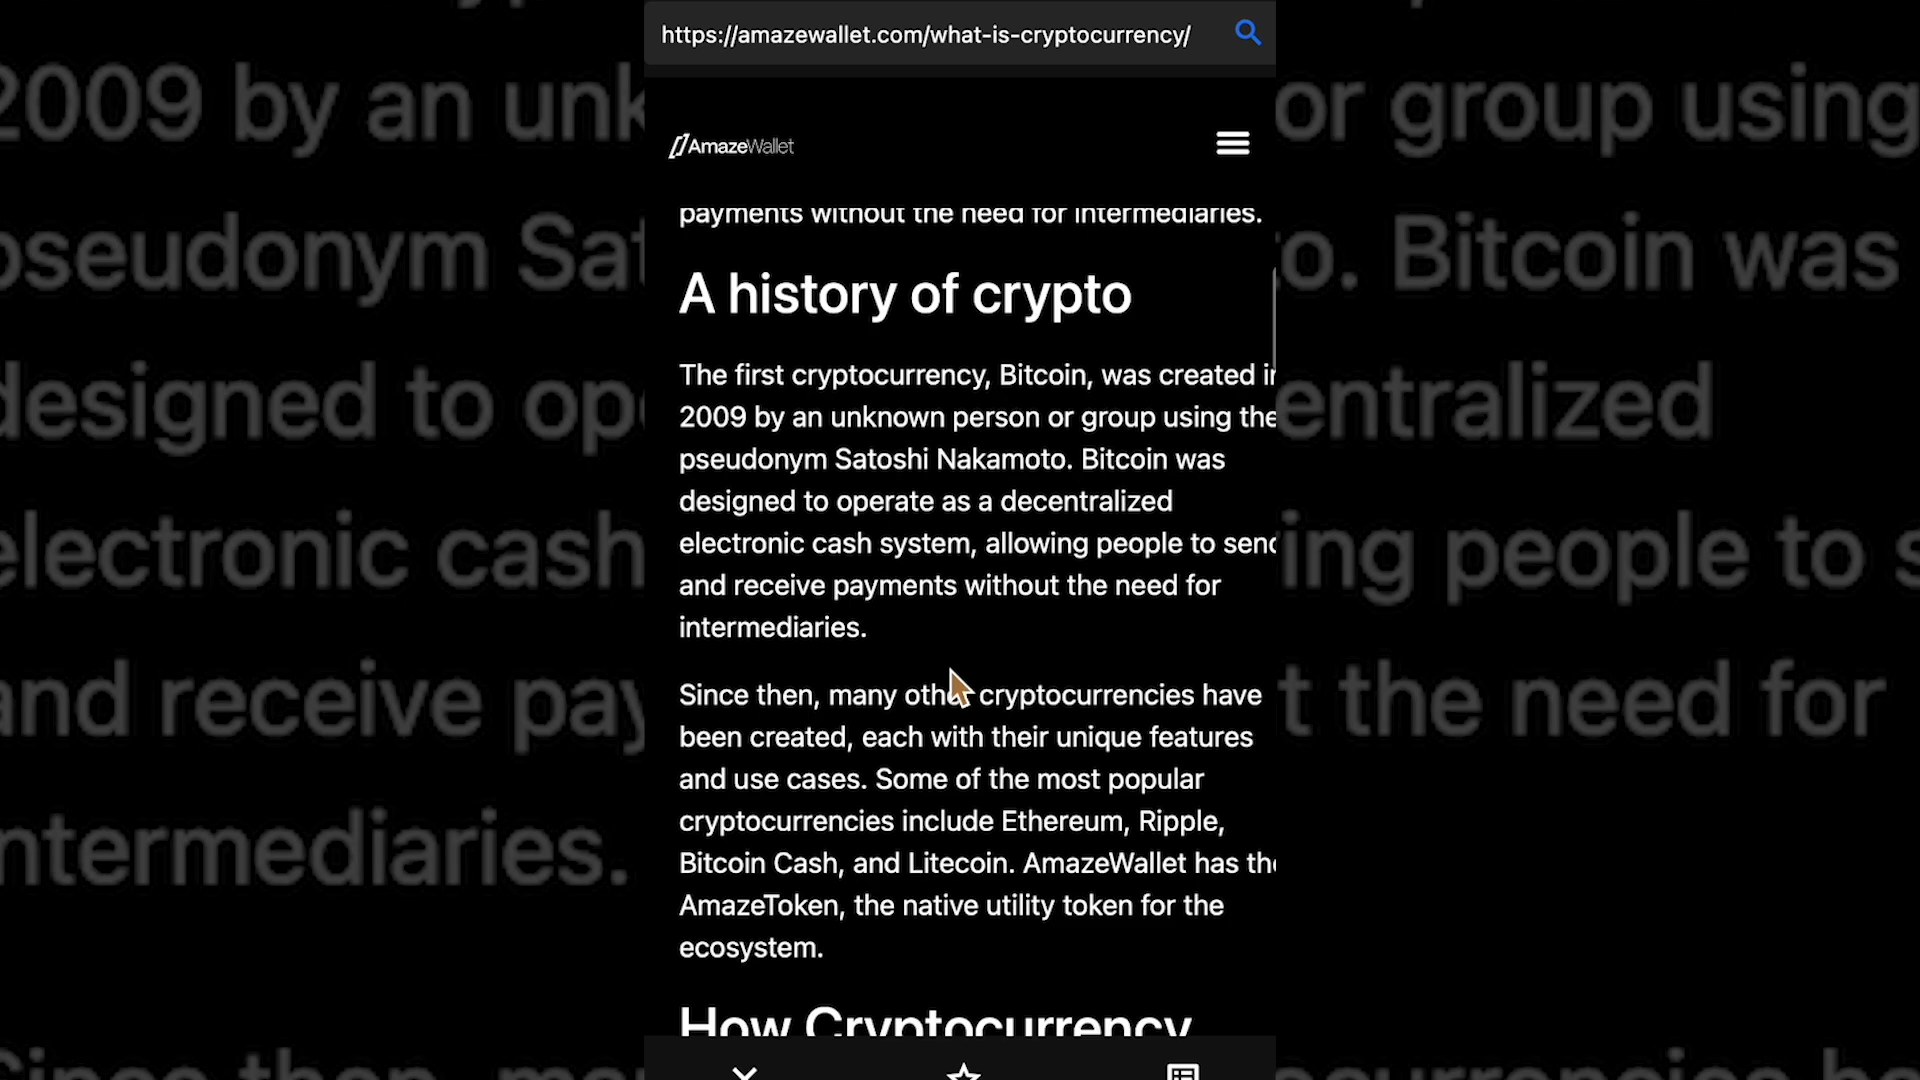 https://amazewallet.com/what-is-cryptocurrency/
AmazeWallet
payments without the need for intermediaries.
A history of crypto
The first cryptocurrency, Bitcoin, was created in
2009 by an unknown person or group using the
pseudonym Satoshi Nakamoto. Bitcoin was
designed to operate as a decentralized
electronic cash system, allowing people to send
and receive payments without the need for
intermediaries.
Since then, many other cryptocurrencies have
been created, each with their unique features
and use cases. Some of the most popular
cryptocurrencies include Ethereum, Ripple,
Bitcoin Cash, and Litecoin. AmazeWallet has the
AmazeToken, the native utility token for the
ecosystem.
How Cryptocurrency